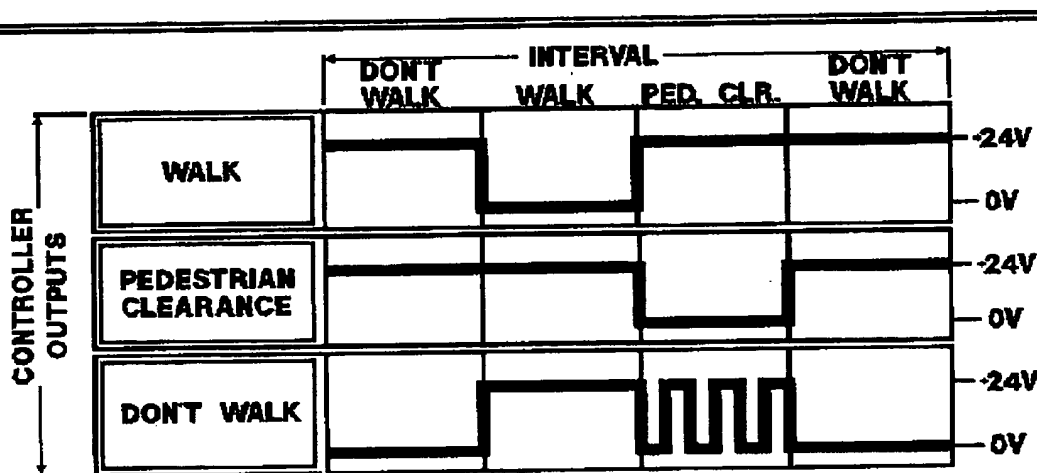 INTERVAL
DON'T WALK
WALK
PED. CLR.
DON'T WALK
CONTROLLER OUTPUTS
WALK
-24V
0V
PEDESTRIAN CLEARANCE
-24V
0V
DON'T WALK
-24V
0V